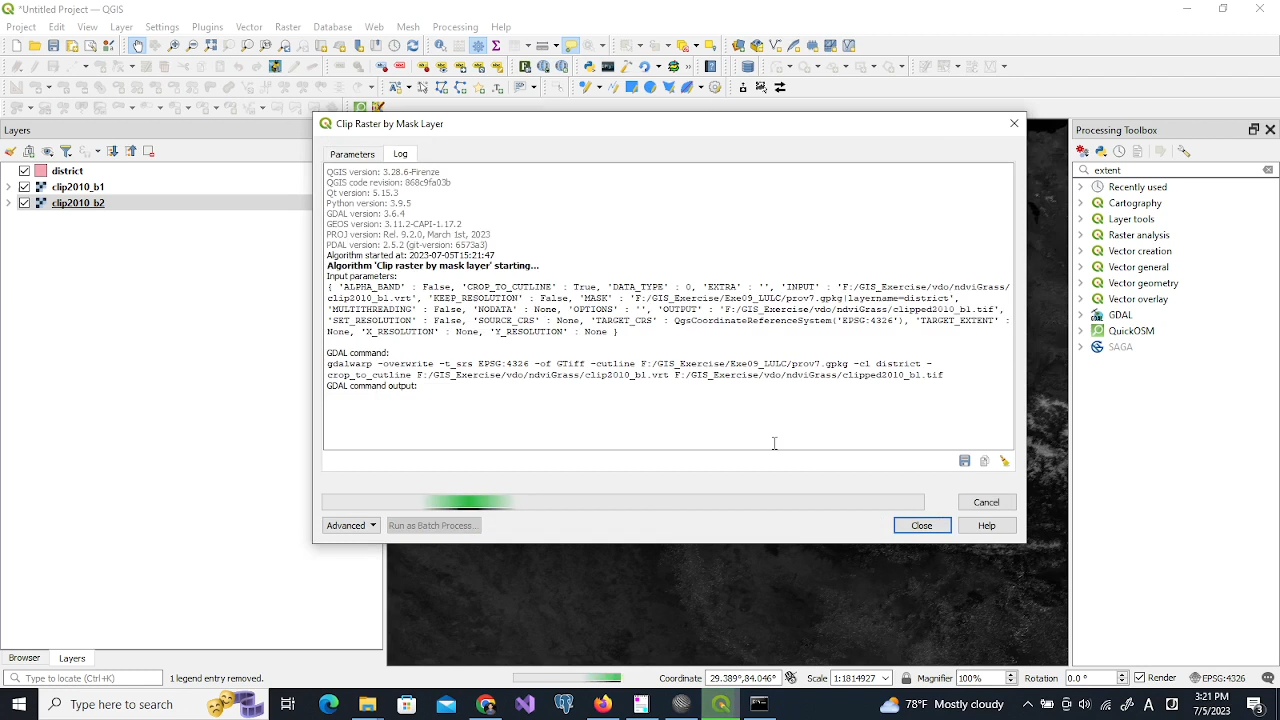 *Untitled Project — QGIS
Project Edit View Layer Settings Plugins Vector Raster Database Web Mesh Processing Help
Layers
district
clip2010_b1
clip2010_b2
Clip Raster by Mask Layer
Parameters Log
QGIS version: 3.28.6-Firenze
QGIS code revision: 868c9fa03b
Qt version: 5.15.3
Python version: 3.9.5
GDAL version: 3.6.4
GEOS version: 3.11.2-CAPI-1.17.2
PROJ version: Rel. 9.2.0, March 1st, 2023
PDAL version: 2.5.2 (git-version: 6573a3)
Algorithm started at: 2023-07-05T15:21:47
Algorithm 'Clip raster by mask layer' starting…
Input parameters:
{ 'ALPHA_BAND' : False, 'CROP_TO_CUTLINE' : True, 'DATA_TYPE' : 0, 'EXTRA' : '', 'INPUT' : 'F:/GIS_Exercise/vdo/ndviGrass/
clip2010_b1.vrt', 'KEEP_RESOLUTION' : False, 'MASK' : 'F:/GIS_Exercise/Exe09_LULC/prov7.gpkg|layername=district',
'MULTITHREADING' : False, 'NODATA' : None, 'OPTIONS' : '', 'OUTPUT' : 'F:/GIS_Exercise/vdo/ndviGrass/clipped2010_b1.tif',
'SET_RESOLUTION' : False, 'SOURCE_CRS' : None, 'TARGET_CRS' : QgsCoordinateReferenceSystem('EPSG:4326'), 'TARGET_EXTENT' :
None, 'X_RESOLUTION' : None, 'Y_RESOLUTION' : None }
GDAL command:
gdalwarp -overwrite -t_srs EPSG:4326 -of GTiff -cutline F:/GIS_Exercise/Exe09_LULC/prov7.gpkg -cl district -
crop_to_cutline F:/GIS_Exercise/vdo/ndviGrass/clip2010_b1.vrt F:/GIS_Exercise/vdo/ndviGrass/clipped2010_b1.tif
GDAL command output:
Cancel
Advanced Run as Batch Process… Close Help
Processing Toolbox
Recently used
Cartography
Layer tools
Raster analysis
Vector creation
Vector general
Vector geometry
Vector overlay
GDAL
QuickOSM
SAGA
Browser Layers
Type to locate (Ctrl+K) 1 legend entry removed. Coordinate 29.389°,84.046° Scale 1:1814927 Magnifier 100% Rotation 0.0 ° Render EPSG:4326
Type here to search 78°F Mostly cloudy A 3:21 PM
7/5/2023